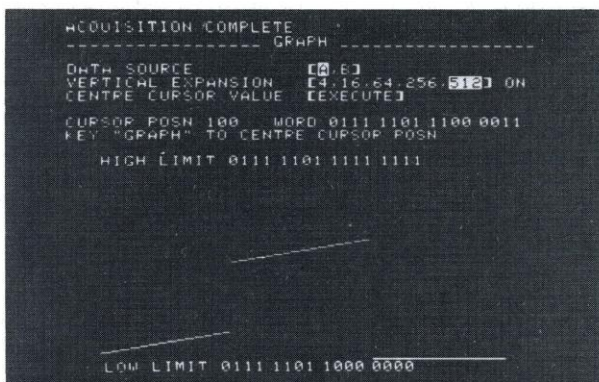 ACQUISITION COMPLETE
------------------ GRAPH ------------------
DATA SOURCE [A,B]
VERTICAL EXPANSION [4,16,64,256,512] ON
CENTRE CURSOR VALUE [EXECUTE]
CURSOR POSN 100 WORD 0111 1101 1100 0011
KEY "GRAPH" TO CENTRE CURSOR POSN
HIGH LIMIT 0111 1101 1111 1111
LOW LIMIT 0111 1101 1000 0000